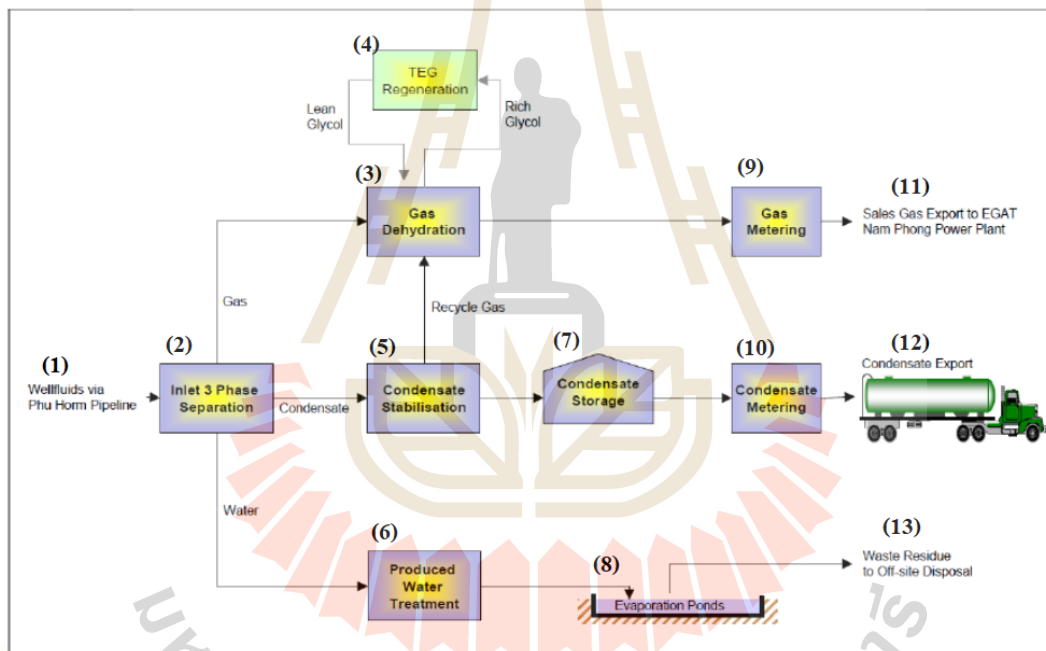 (4)
TEG
Regeneration
Lean
Glycol
Rich
Glycol
(3)
Gas
Dehydration
(9)
Gas
Metering
(11)
Sales Gas Export to EGAT
Nam Phong Power Plant
Gas
Recycle Gas
(1)
Wellfluids via
Phu Horm Pipeline
(2)
Inlet 3 Phase
Separation
Condensate
(5)
Condensate
Stabilisation
(7)
Condensate
Storage
(10)
Condensate
Metering
(12)
Condensate Export
Water
(6)
Produced
Water
Treatment
(8)
Evaporation Ponds
(13)
Waste Residue
to Off-site Disposal